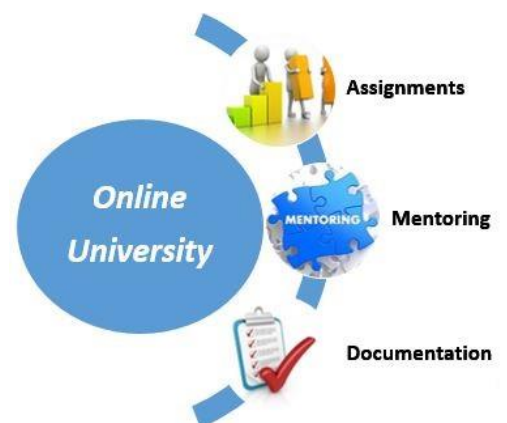 Online
University
Assignments
MENTORING
Mentoring
Documentation